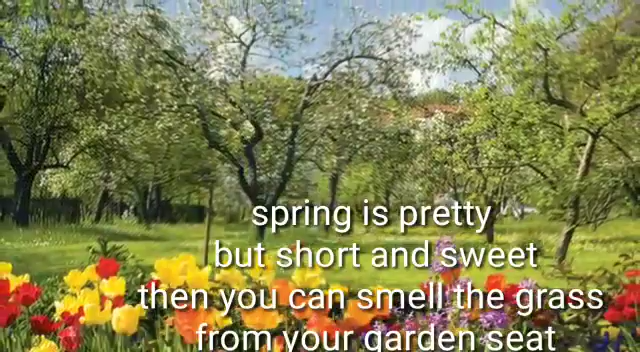 spring is pretty
but short and sweet
then you can smell the grass
from your garden seat